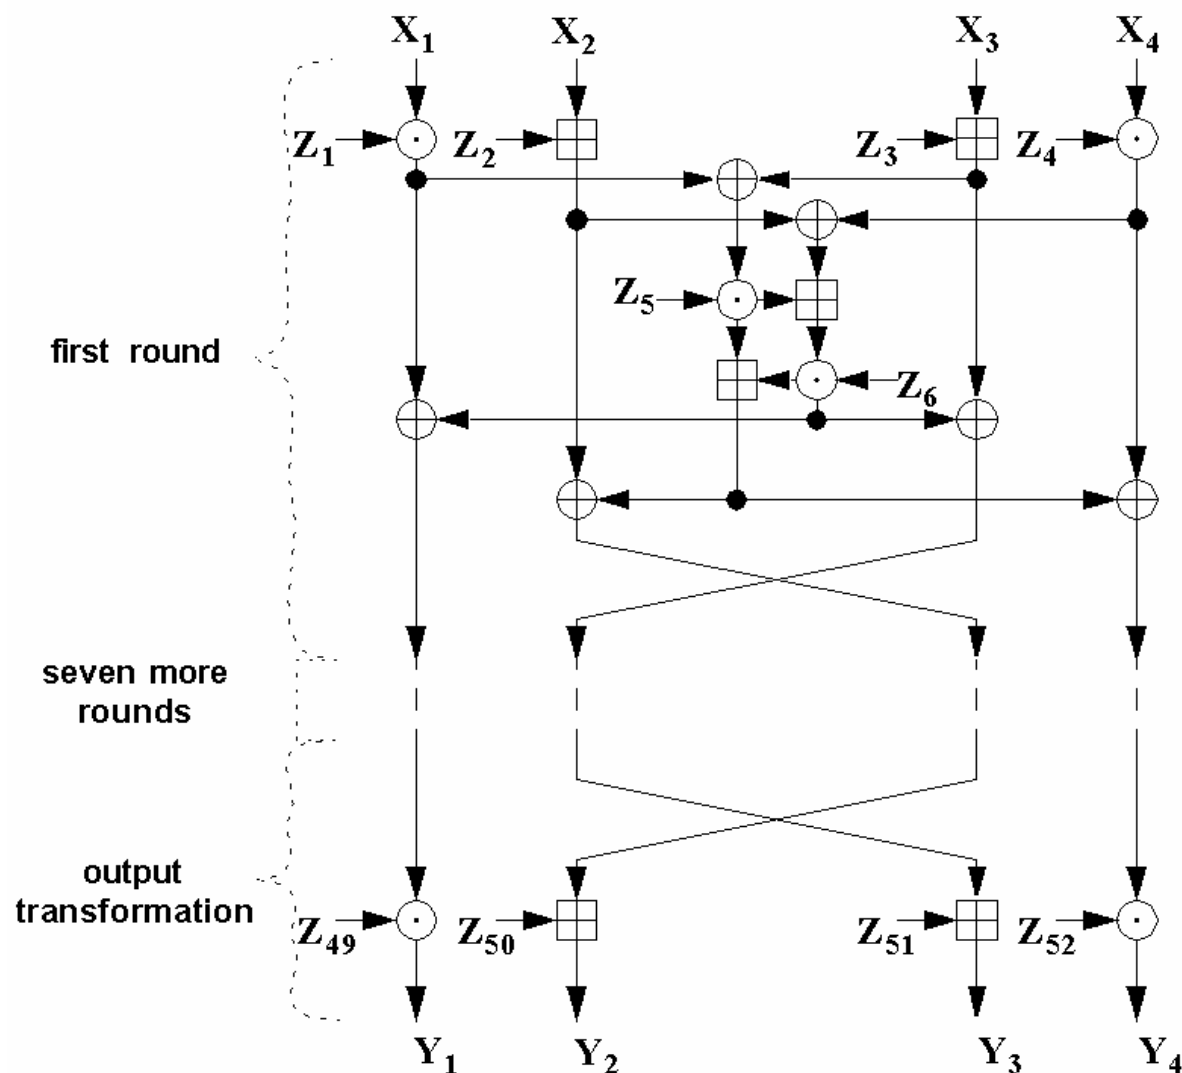 X1 X2 X3 X4
Z1 Z2 Z3 Z4
Z5
first round
Z6
seven more
rounds
output
transformation
Z49 Z50 Z51 Z52
Y1 Y2 Y3 Y4